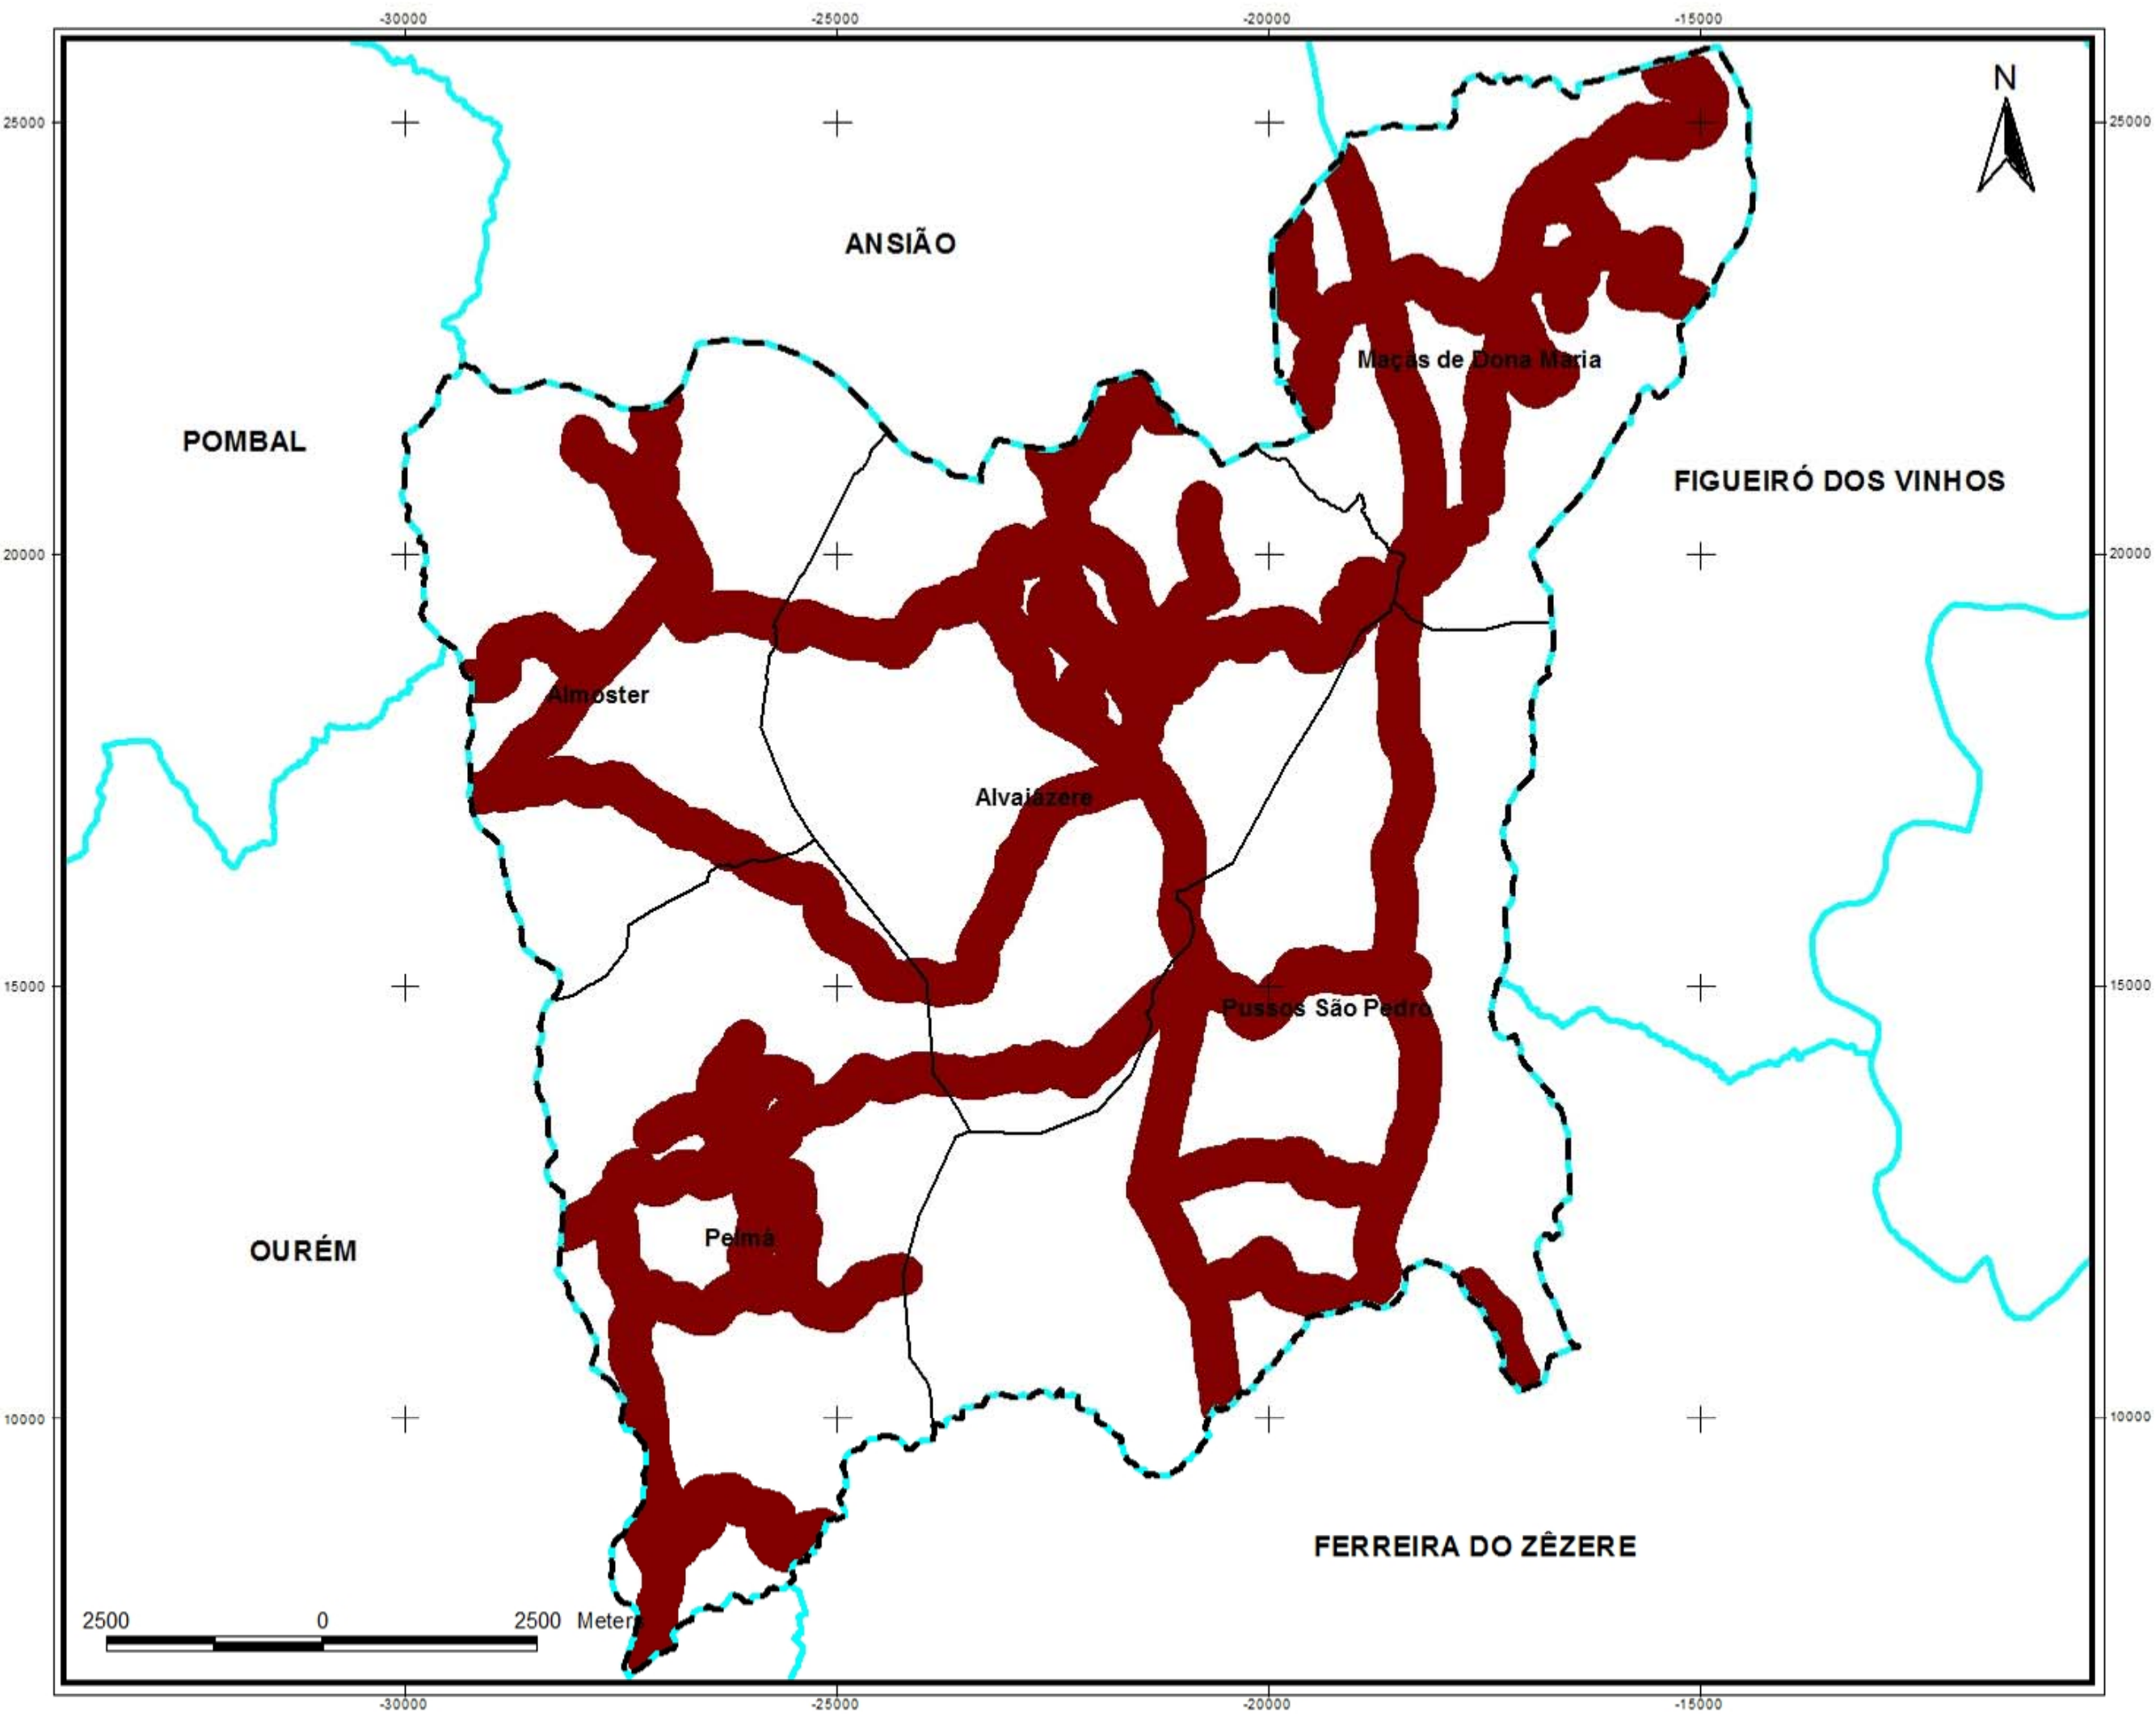 -30000 -25000 -20000 -15000
N
25000 25000
ANSIÃO
Maçãs de Dona Maria
POMBAL
FIGUEIRÓ DOS VINHOS
20000 20000
Almoster
Alvaiázere
15000 15000
Pussos São Pedro
Pelmá
OURÉM
10000 10000
FERREIRA DO ZÊZERE
2500 0 2500 Meters
-30000 -25000 -20000 -15000